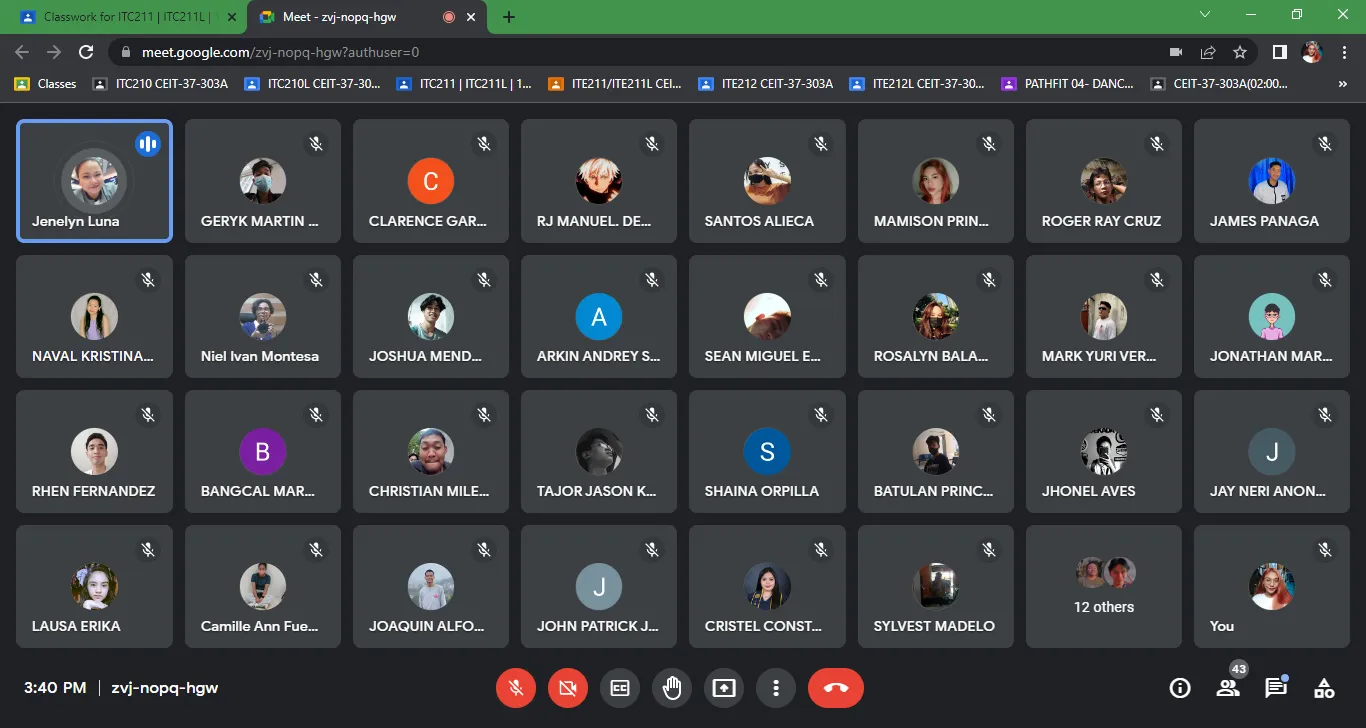 Classwork for ITC211 | ITC211L |
Meet - zvj-nopq-hgw
meet.google.com/zvj-nopq-hgw?authuser=0
Classes
ITC210 CEIT-37-303A
ITC210L CEIT-37-30...
ITC211 | ITC211L | 1...
ITE211/ITE211L CEI...
ITE212 CEIT-37-303A
ITE212L CEIT-37-30...
PATHFIT 04- DANC...
CEIT-37-303A(02:00...
»
Jenelyn Luna
GERYK MARTIN ...
C
CLARENCE GAR...
RJ MANUEL. DE...
SANTOS ALIECA
MAMISON PRIN...
ROGER RAY CRUZ
JAMES PANAGA
NAVAL KRISTINA...
Niel Ivan Montesa
JOSHUA MEND...
A
ARKIN ANDREY S...
SEAN MIGUEL E...
ROSALYN BALA...
MARK YURI VER...
JONATHAN MAR...
RHEN FERNANDEZ
B
BANGCAL MAR...
CHRISTIAN MILE...
TAJOR JASON K...
S
SHAINA ORPILLA
BATULAN PRINC...
JHONEL AVES
J
JAY NERI ANON...
LAUSA ERIKA
Camille Ann Fue...
JOAQUIN ALFO...
J
JOHN PATRICK J...
CRISTEL CONST...
SYLVEST MADELO
12 others
You
3:40 PM | zvj-nopq-hgw
43